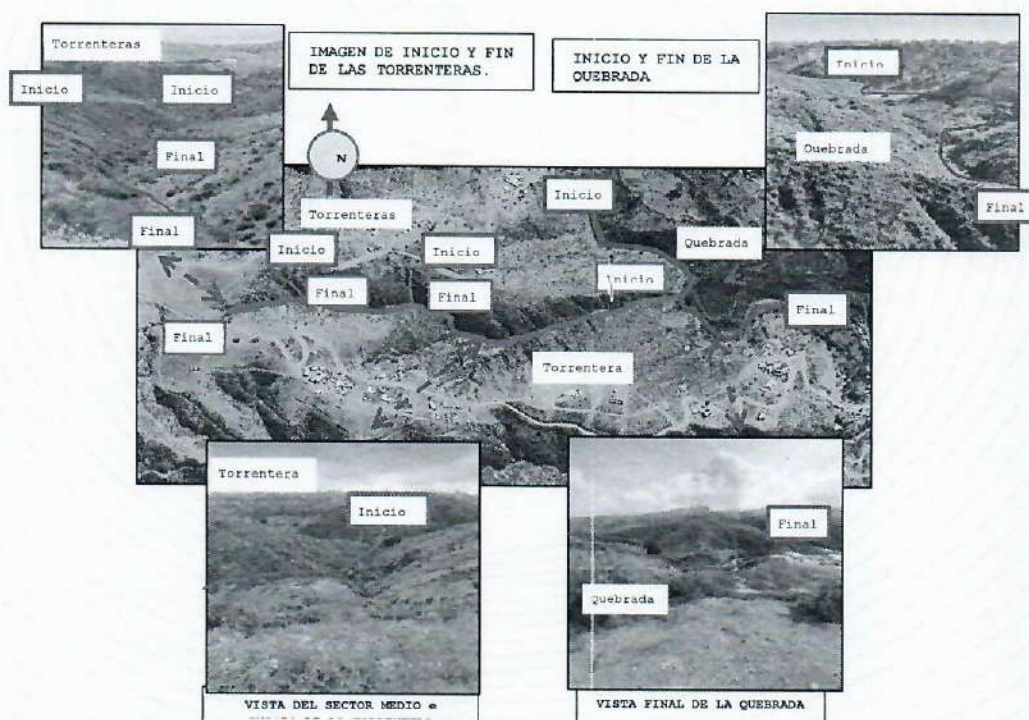 Torrenteras
IMAGEN DE INICIO Y FIN
DE LAS TORRENTERAS.
INICIO Y FIN DE LA
QUEBRADA
Inicio
Inicio
Inicio
Final
Quebrada
N
Final
Final
Inicio
Torrenteras
Quebrada
Inicio
Inicio
Inicio
Final
Final
Final
Final
Torrentera
Torrentera
Inicio
Final
Quebrada
VISTA DEL SECTOR MEDIO e
VISTA FINAL DE LA QUEBRADA